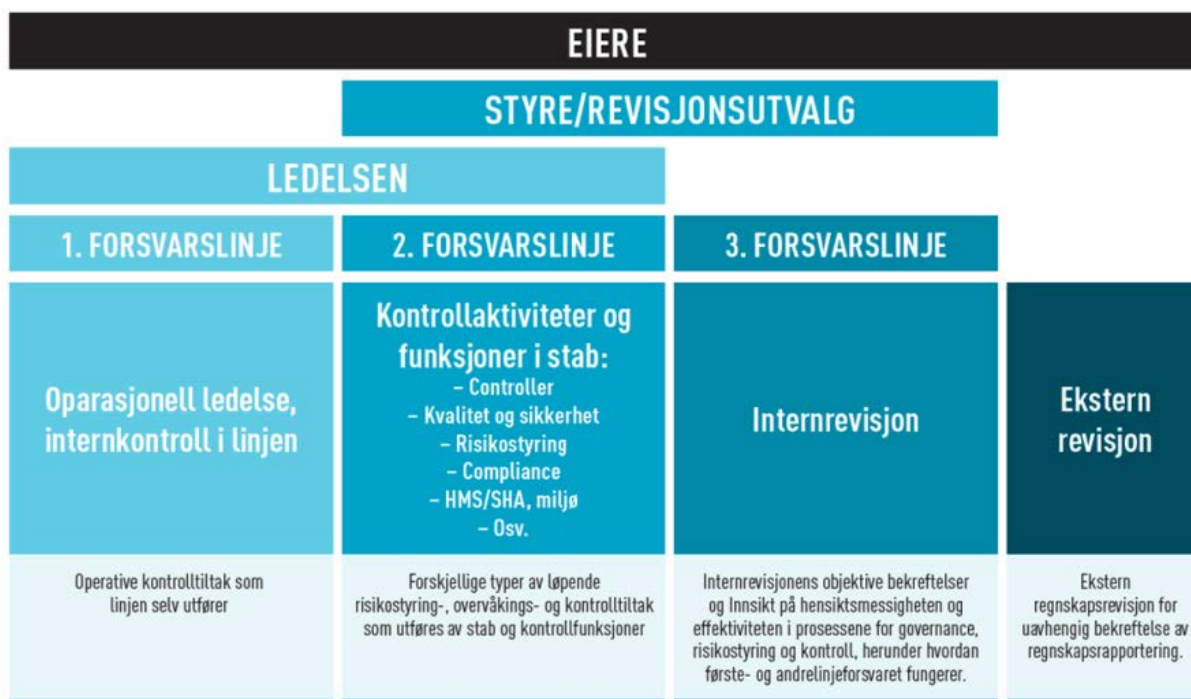 EIERE
STYRE/REVISJONSUTVALG
LEDELSEN
1. FORSVARSLINJE
2. FORSVARSLINJE
3. FORSVARSLINJE
Oparasjonell ledelse,
internkontroll i linjen
Kontrollaktiviteter og
funksjoner i stab:
– Controller
– Kvalitet og sikkerhet
– Risikostyring
– Compliance
– HMS/SHA, miljø
– Osv.
Internrevisjon
Ekstern
revisjon
Operative kontrolltiltak som
linjen selv utfører
Forskjellige typer av løpende
risikostyring-, overvåkings- og kontrolltiltak
som utføres av stab og kontrollfunksjoner
Internrevisjonens objektive bekreftelser
og Innsikt på hensiktsmessigheten og
effektiviteten i prosessene for governance,
risikostyring og kontroll, herunder hvordan
første- og andrelinjeforsvaret fungerer.
Ekstern
regnskapsrevisjon for
uavhengig bekreftelse av
regnskapsrapportering.